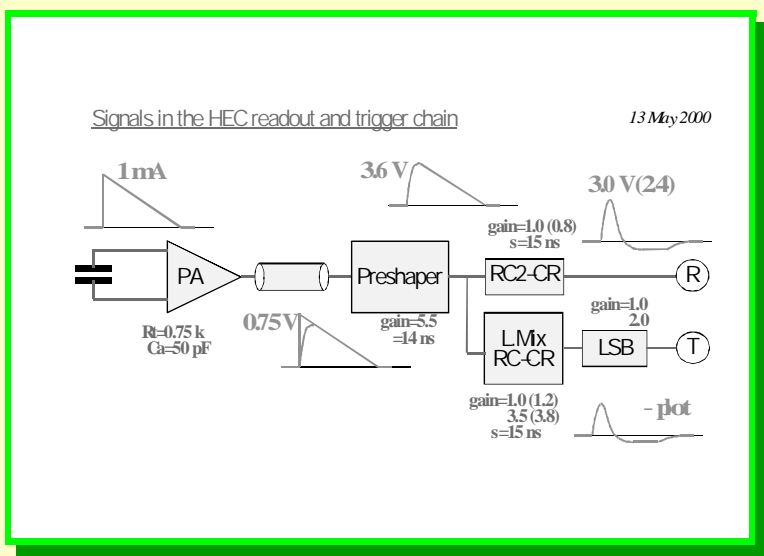 Signals in the HEC readout and trigger chain
13 May 2000
1 mA
3.6 V
3.0 V(2.4)
gain=1.0 (0.8)
s=15 ns
PA
Preshaper
RC2-CR
R
Rt=0.75 k
Ca=50 pF
0.75V
gain=5.5
=14 ns
gain=1.0
2.0
L.Mix
RC-CR
LSB
T
gain=1.0 (1.2)
3.5 (3.8)
s=15 ns
- plot